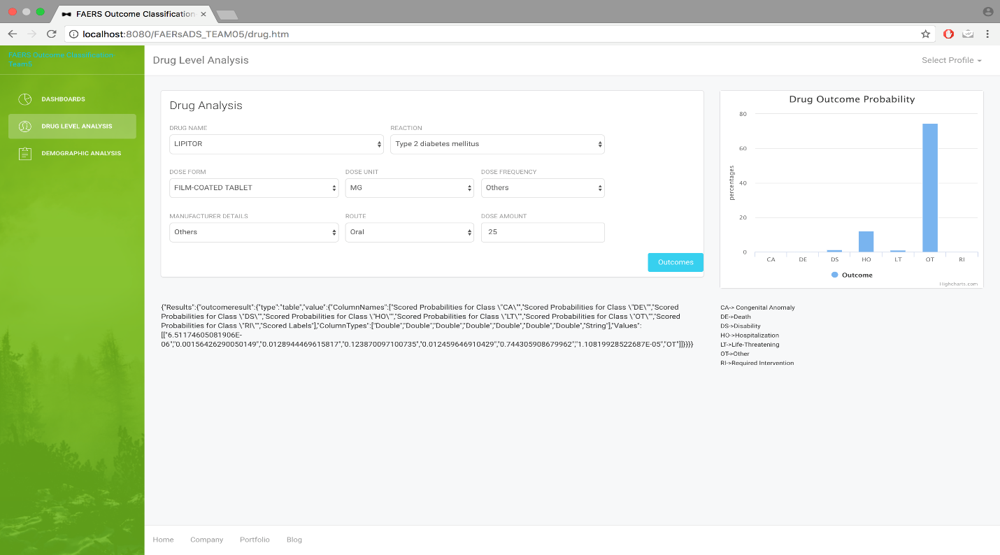 FAERS Outcome Classification
localhost:8080/FAERsADS_TEAM05/drug.htm
FAERS Outcome Classification-
Team5
DASHBOARDS
DRUG LEVEL ANALYSIS
DEMOGRAPHIC ANALYSIS
Drug Level Analysis
Select Profile
Drug Analysis
DRUG NAME REACTION
LIPITOR Type 2 diabetes mellitus
DOSE FORM DOSE UNIT DOSE FREQUENCY
FILM-COATED TABLET MG Others
MANUFACTURER DETAILS ROUTE DOSE AMOUNT
Others Oral 25
Outcomes
{"Results":{"outcomeresult":{"type":"table","value":{"ColumnNames":["Scored Probabilities for Class \"CA\"","Scored Probabilities for Class \"DE\"","Scored
Probabilities for Class \"DS\"","Scored Probabilities for Class \"HO\"","Scored Probabilities for Class \"LT\"","Scored Probabilities for Class \"OT\"","Scored
Probabilities for Class \"RI\"","Scored Labels"],"ColumnTypes":["Double","Double","Double","Double","Double","Double","Double","String"],"Values":
[["6.51174605081906E-
06","0.00156426290050149","0.0128944469615817","0.123870097100735","0.012459646910429","0.744305908679962","1.10819928522687E-05","OT"]]}}}}
Drug Outcome Probability
percentages
80
60
40
20
0
CA DE DS HO LT OT RI
Outcome
Highcharts.com
CA-> Congenital Anomaly
DE->Death
DS->Disability
HO->Hospitalization
LT->Life-Threatening
OT->Other
RI->Required Intervention
Home Company Portfolio Blog